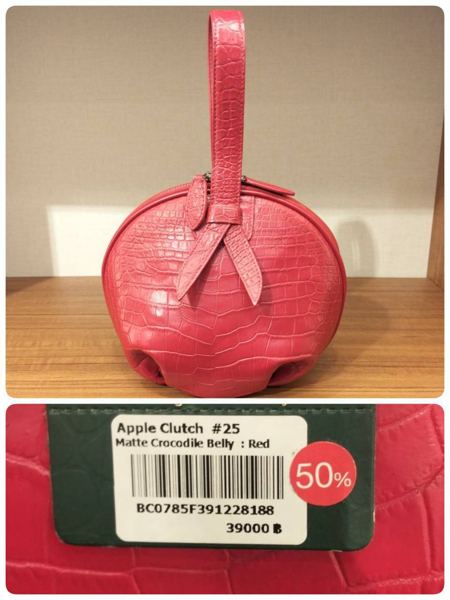 Apple Clutch #25
Matte Crocodile Belly : Red
50%
BC0785F391228188
39000 ฿